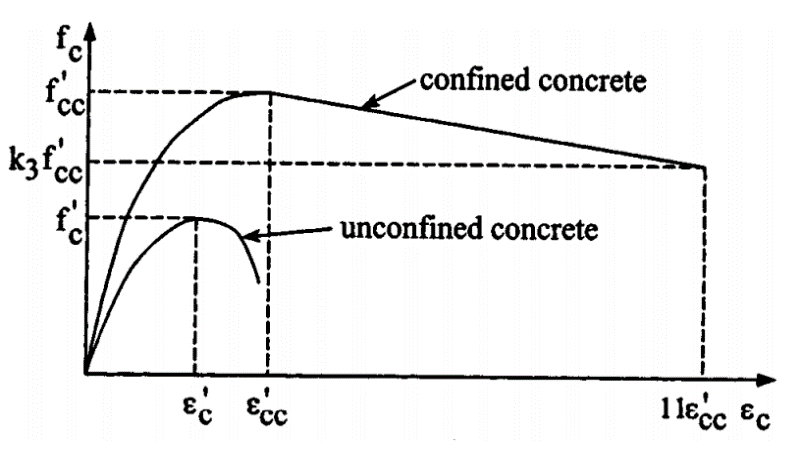 f_c
f'_cc
confined concrete
k_3f'_cc
f'_c
unconfined concrete
ε'_c ε'_cc 11ε'_cc ε_c